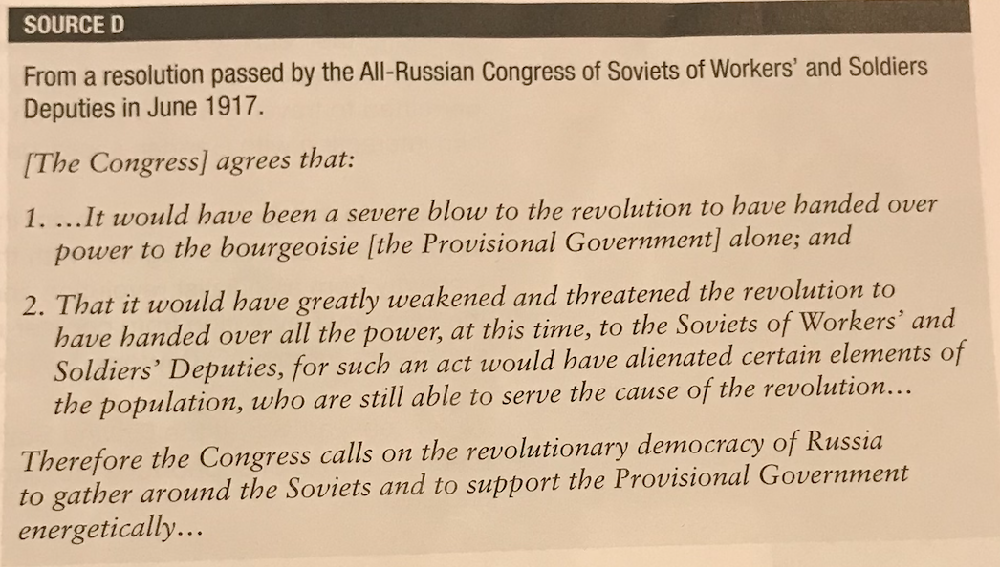 SOURCE D
From a resolution passed by the All-Russian Congress of Soviets of Workers' and Soldiers
Deputies in June 1917.
[The Congress] agrees that:
1. ...It would have been a severe blow to the revolution to have handed over
power to the bourgeoisie [the Provisional Government] alone; and
2. That it would have greatly weakened and threatened the revolution to
have handed over all the power, at this time, to the Soviets of Workers' and
Soldiers' Deputies, for such an act would have alienated certain elements of
the population, who are still able to serve the cause of the revolution...
Therefore the Congress calls on the revolutionary democracy of Russia
to gather around the Soviets and to support the Provisional Government
energetically...